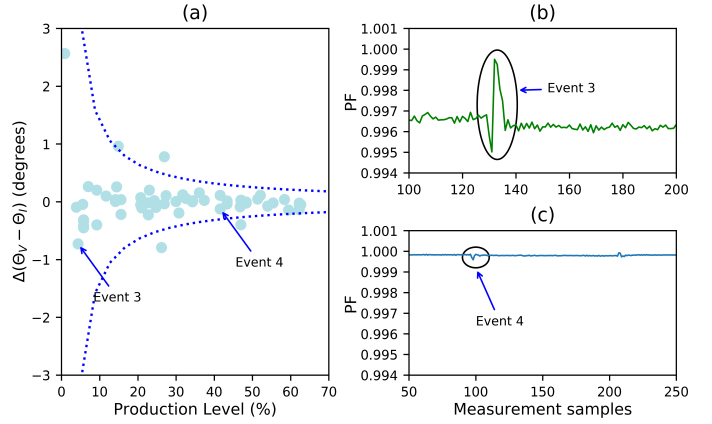 (a)
3
2
1
0
−1
−2
−3
Δ(Θ_V − Θ_I)) (degrees)
Event 3
Event 4
0 10 20 30 40 50 60 70
Production Level (%)
(b)
1.001
1.000
0.999
0.998
0.997
0.996
0.995
0.994
PF
Event 3
100 120 140 160 180 200
(c)
1.001
1.000
0.999
0.998
0.997
0.996
0.995
0.994
PF
Event 4
50 100 150 200 250
Measurement samples